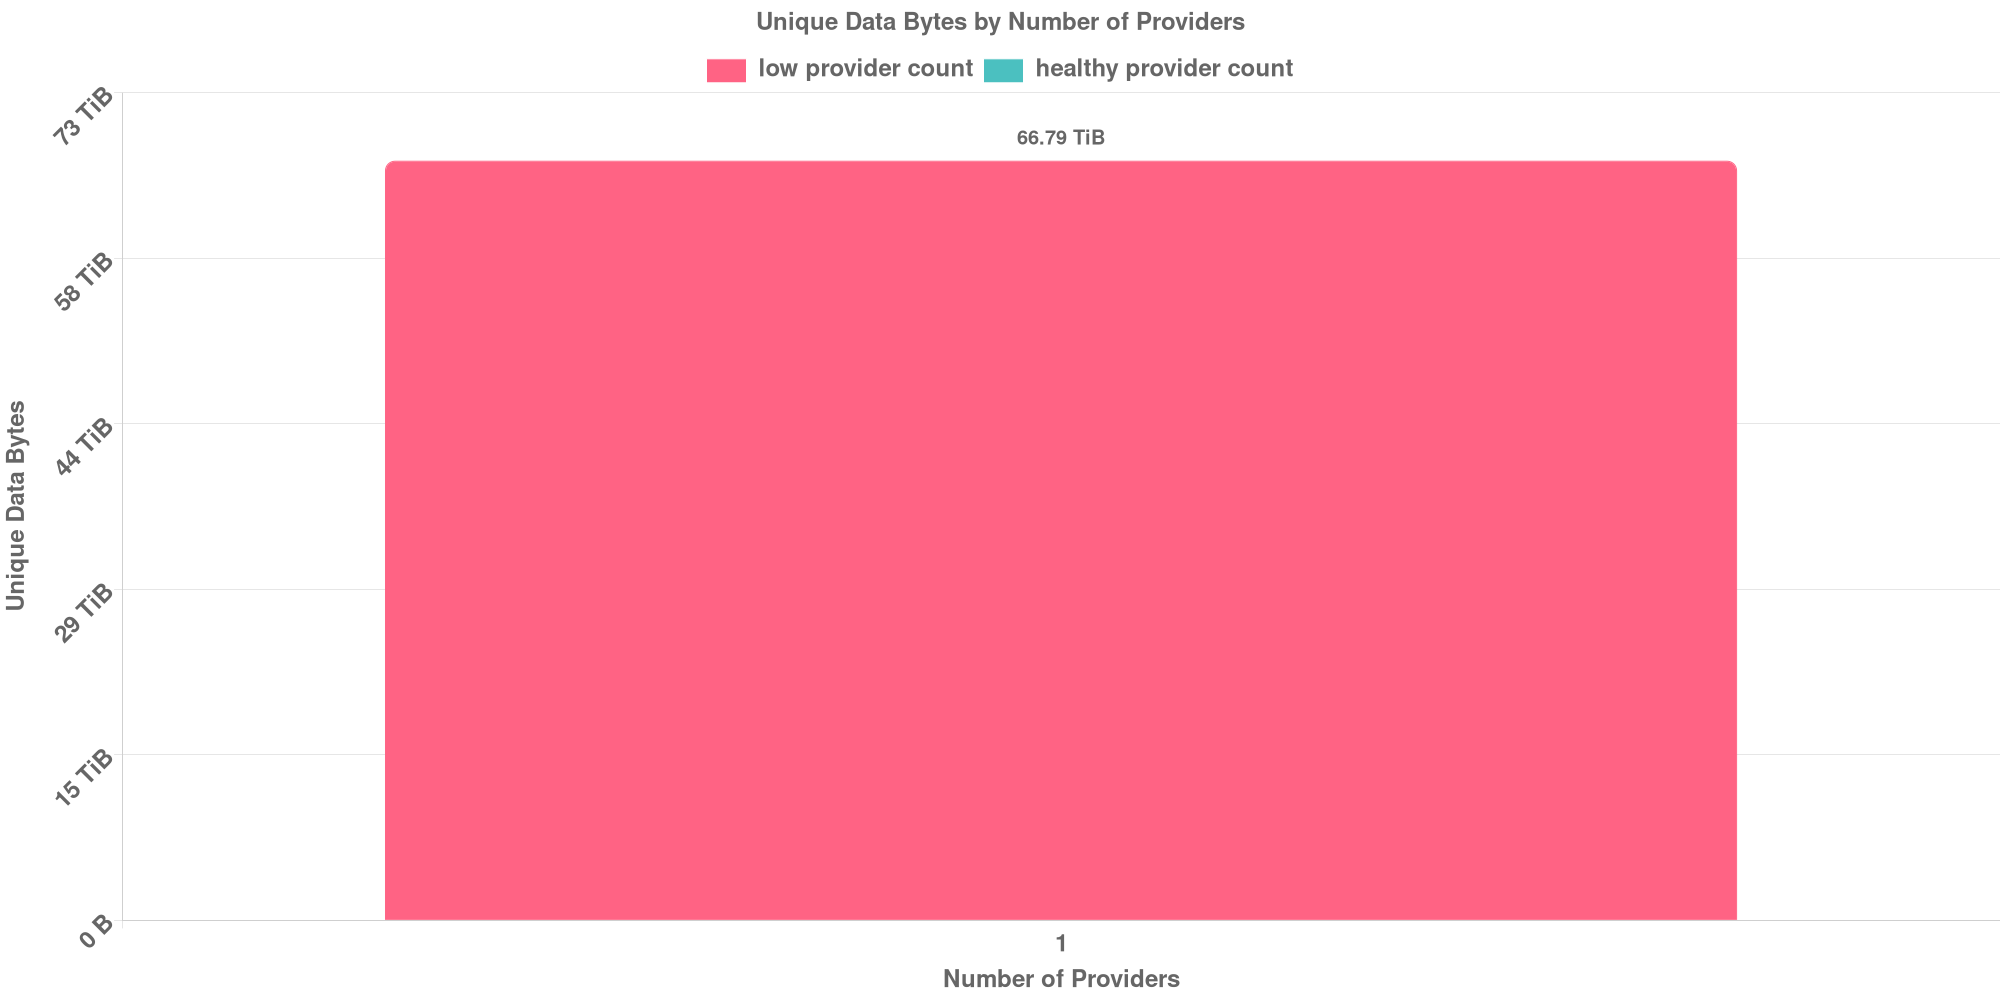 Unique Data Bytes by Number of Providers
low provider count
healthy provider count
73 TiB
66.79 TiB
58 TiB
44 TiB
29 TiB
15 TiB
0 B
Unique Data Bytes
1
Number of Providers